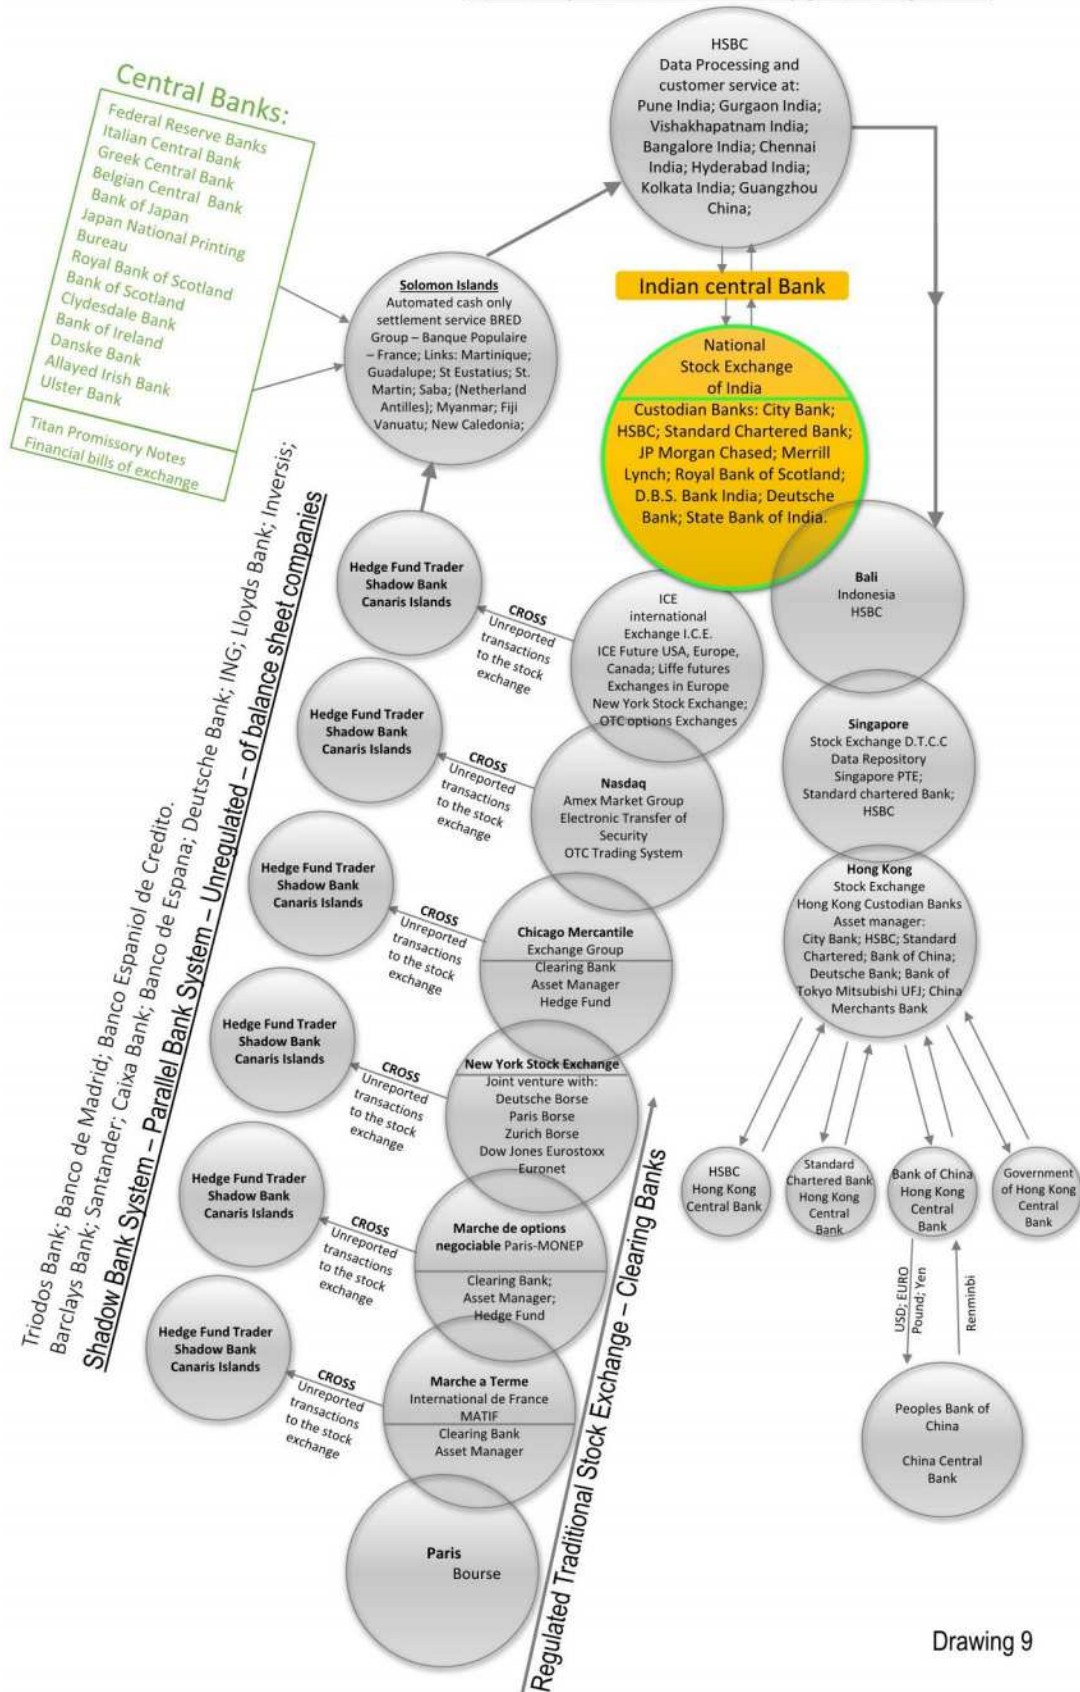 HSBC
Data Processing and
customer service at:
Pune India; Gurgaon India;
Vishakhapatnam India;
Bangalore India; Chennai
India; Hyderabad India;
Kolkata India; Guangzhou
China;
Central Banks:
Federal Reserve Banks
Italian Central Bank
Greek Central Bank
Belgian Central Bank
Bank of Japan
Japan National Printing
Bureau
Royal Bank of Scotland
Bank of Scotland
Clydesdale Bank
Bank of Ireland
Danske Bank
Allayed Irish Bank
Ulster Bank
Titan Promissory Notes
Financial bills of exchange
Solomon Islands
Automated cash only
settlement service BRED
Group – Banque Populaire
– France; Links: Martinique;
Guadalupe; St Eustatius; St.
Martin; Saba; (Netherland
Antilles); Myanmar; Fiji
Vanuatu; New Caledonia;
Indian central Bank
National
Stock Exchange
of India
Custodian Banks: City Bank;
HSBC; Standard Chartered Bank;
JP Morgan Chased; Merrill
Lynch; Royal Bank of Scotland;
D.B.S. Bank India; Deutsche
Bank; State Bank of India.
Bali
Indonesia
HSBC
Singapore
Stock Exchange D.T.C.C
Data Repository
Singapore PTE;
Standard chartered Bank;
HSBC
Hong Kong
Stock Exchange
Hong Kong Custodian Banks
Asset manager:
City Bank; HSBC; Standard
Chartered; Bank of China;
Deutsche Bank; Bank of
Tokyo Mitsubishi UFJ; China
Merchants Bank
HSBC
Hong Kong
Central Bank
Standard
Chartered Bank
Hong Kong
Central
Bank
Bank of China
Hong Kong
Central
Bank
Government
of Hong Kong
Central
Bank
USD; EURO
Pound; Yen
Renminbi
Peoples Bank of
China
China Central
Bank
Hedge Fund Trader
Shadow Bank
Canaris Islands
CROSS
Unreported
transactions
to the stock
exchange
ICE
international
Exchange I.C.E.
ICE Future USA, Europe,
Canada; Liffe futures
Exchanges in Europe
New York Stock Exchange;
OTC options Exchanges
Hedge Fund Trader
Shadow Bank
Canaris Islands
CROSS
Unreported
transactions
to the stock
exchange
Nasdaq
Amex Market Group
Electronic Transfer of
Security
OTC Trading System
Hedge Fund Trader
Shadow Bank
Canaris Islands
CROSS
Unreported
transactions
to the stock
exchange
Chicago Mercantile
Exchange Group
Clearing Bank
Asset Manager
Hedge Fund
Hedge Fund Trader
Shadow Bank
Canaris Islands
CROSS
Unreported
transactions
to the stock
exchange
New York Stock Exchange
Joint venture with:
Deutsche Borse
Paris Borse
Zurich Borse
Dow Jones Eurostoxx
Euronet
Hedge Fund Trader
Shadow Bank
Canaris Islands
CROSS
Unreported
transactions
to the stock
exchange
Marche de options
negociable Paris-MONEP
Clearing Bank;
Asset Manager;
Hedge Fund
Hedge Fund Trader
Shadow Bank
Canaris Islands
CROSS
Unreported
transactions
to the stock
exchange
Marche a Terme
International de France
MATIF
Clearing Bank
Asset Manager
Paris
Bourse
Triodos Bank; Banco de Madrid; Banco Espaniol de Credito.
Barclays Bank; Santander; Caixa Bank; Banco de Espana; Deutsche Bank; ING; Lloyds Bank; Inversis;
Shadow Bank System – Parallel Bank System – Unregulated – of balance sheet companies
Regulated Traditional Stock Exchange – Clearing Banks
Drawing 9